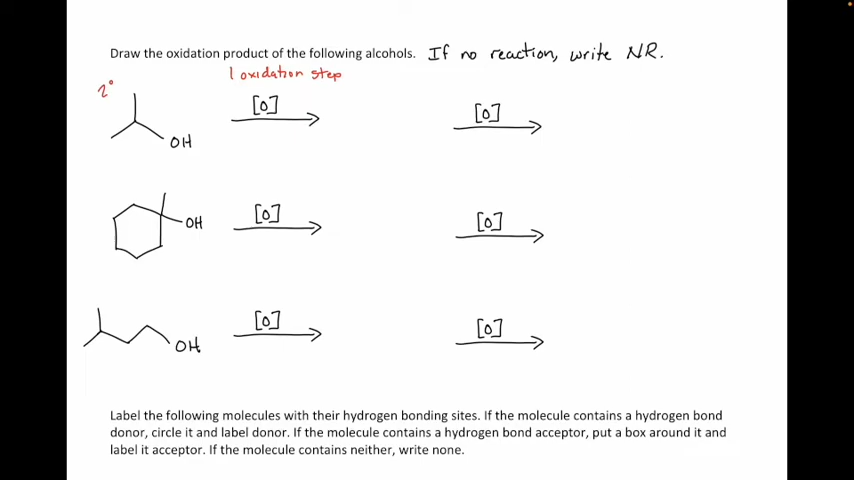 Draw the oxidation product of the following alcohols. If no reaction, write NR.
1 oxidation step
2°
[O]
[O]
OH
[O]
[O]
OH
[O]
[O]
OH
Label the following molecules with their hydrogen bonding sites. If the molecule contains a hydrogen bond
donor, circle it and label donor. If the molecule contains a hydrogen bond acceptor, put a box around it and
label it acceptor. If the molecule contains neither, write none.